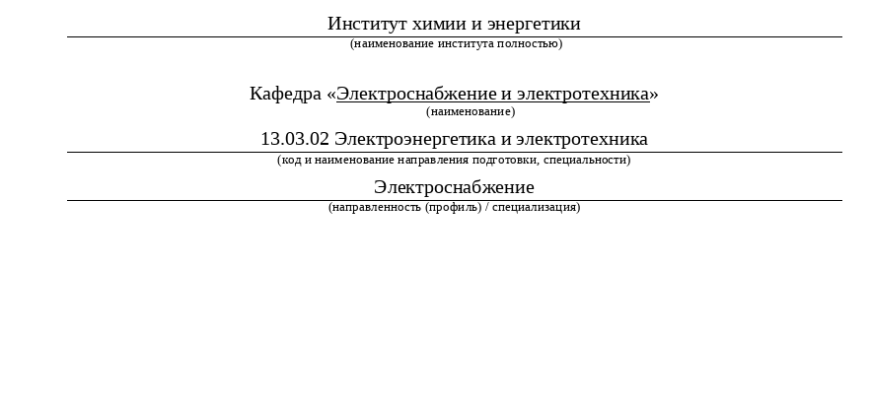 Институт химии и энергетики
(наименование института полностью)
Кафедра «Электроснабжение и электротехника»
(наименование)
13.03.02 Электроэнергетика и электротехника
(код и наименование направления подготовки, специальности)
Электроснабжение
(направленность (профиль) / специализация)